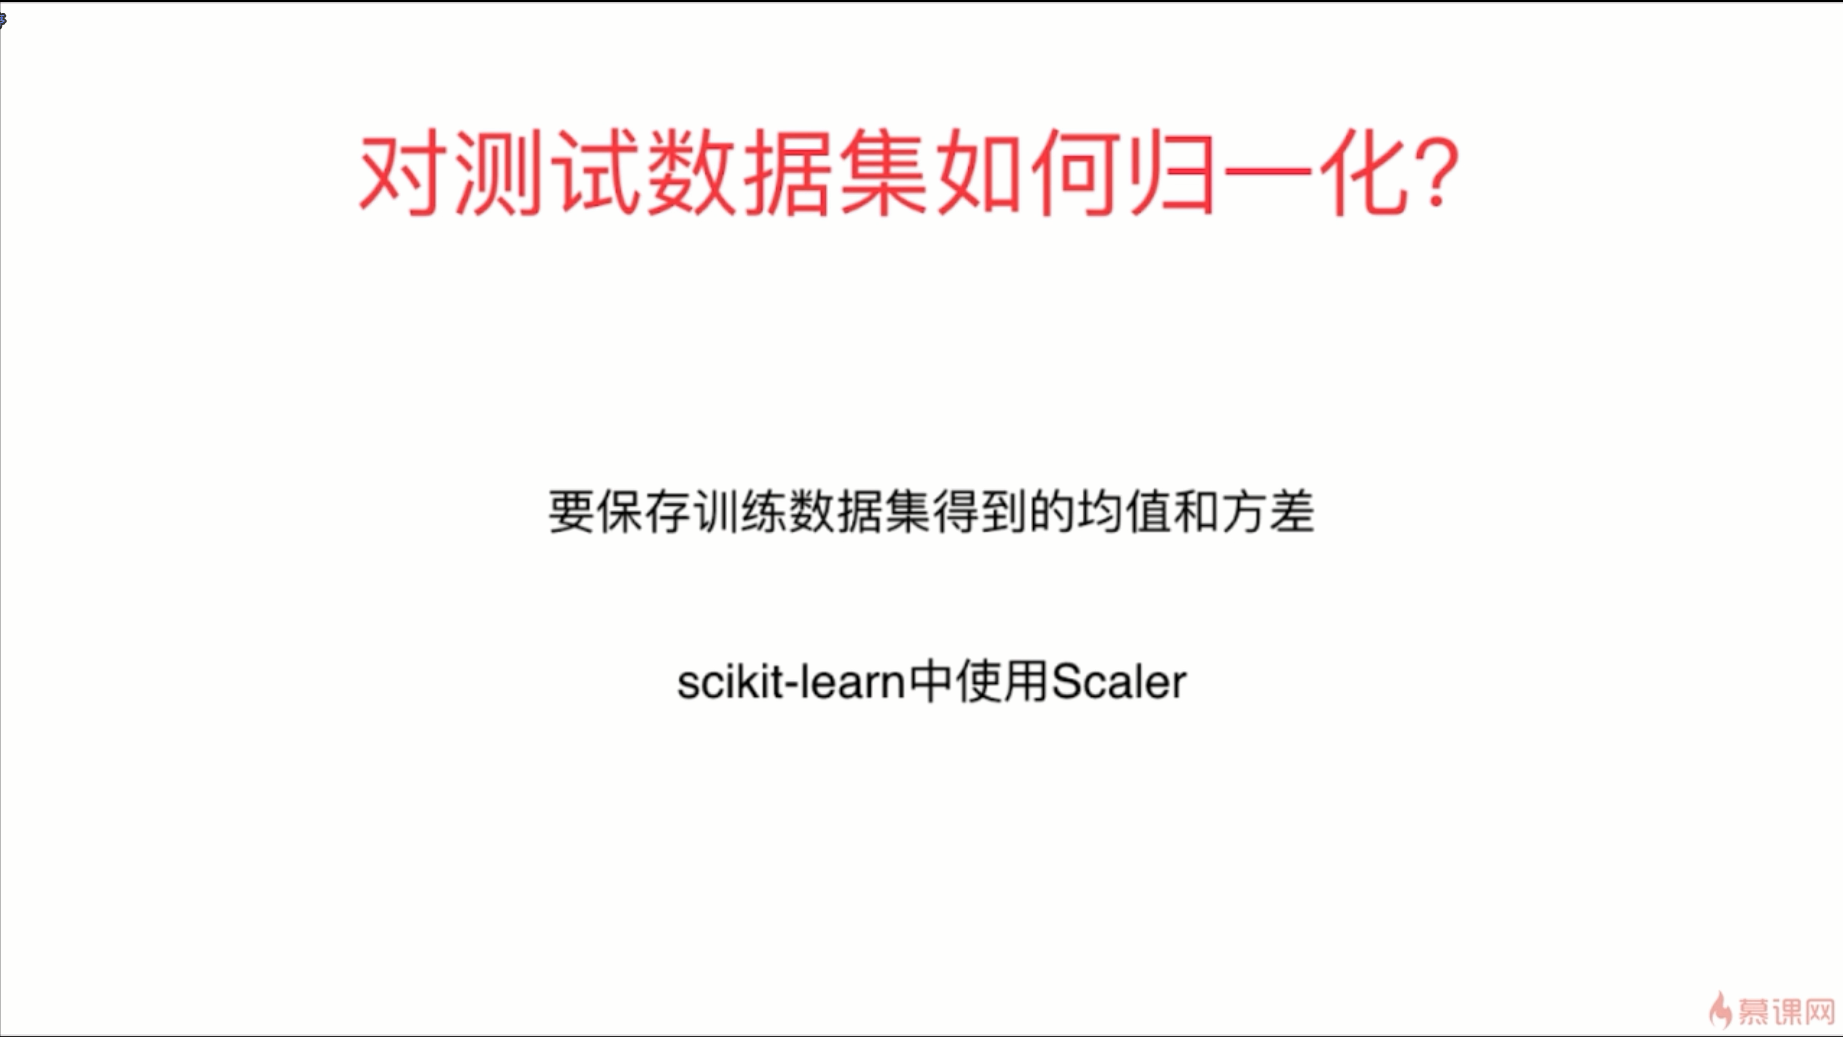 对测试数据集如何归一化?
要保存训练数据集得到的均值和方差
scikit-learn中使用Scaler
慕课网